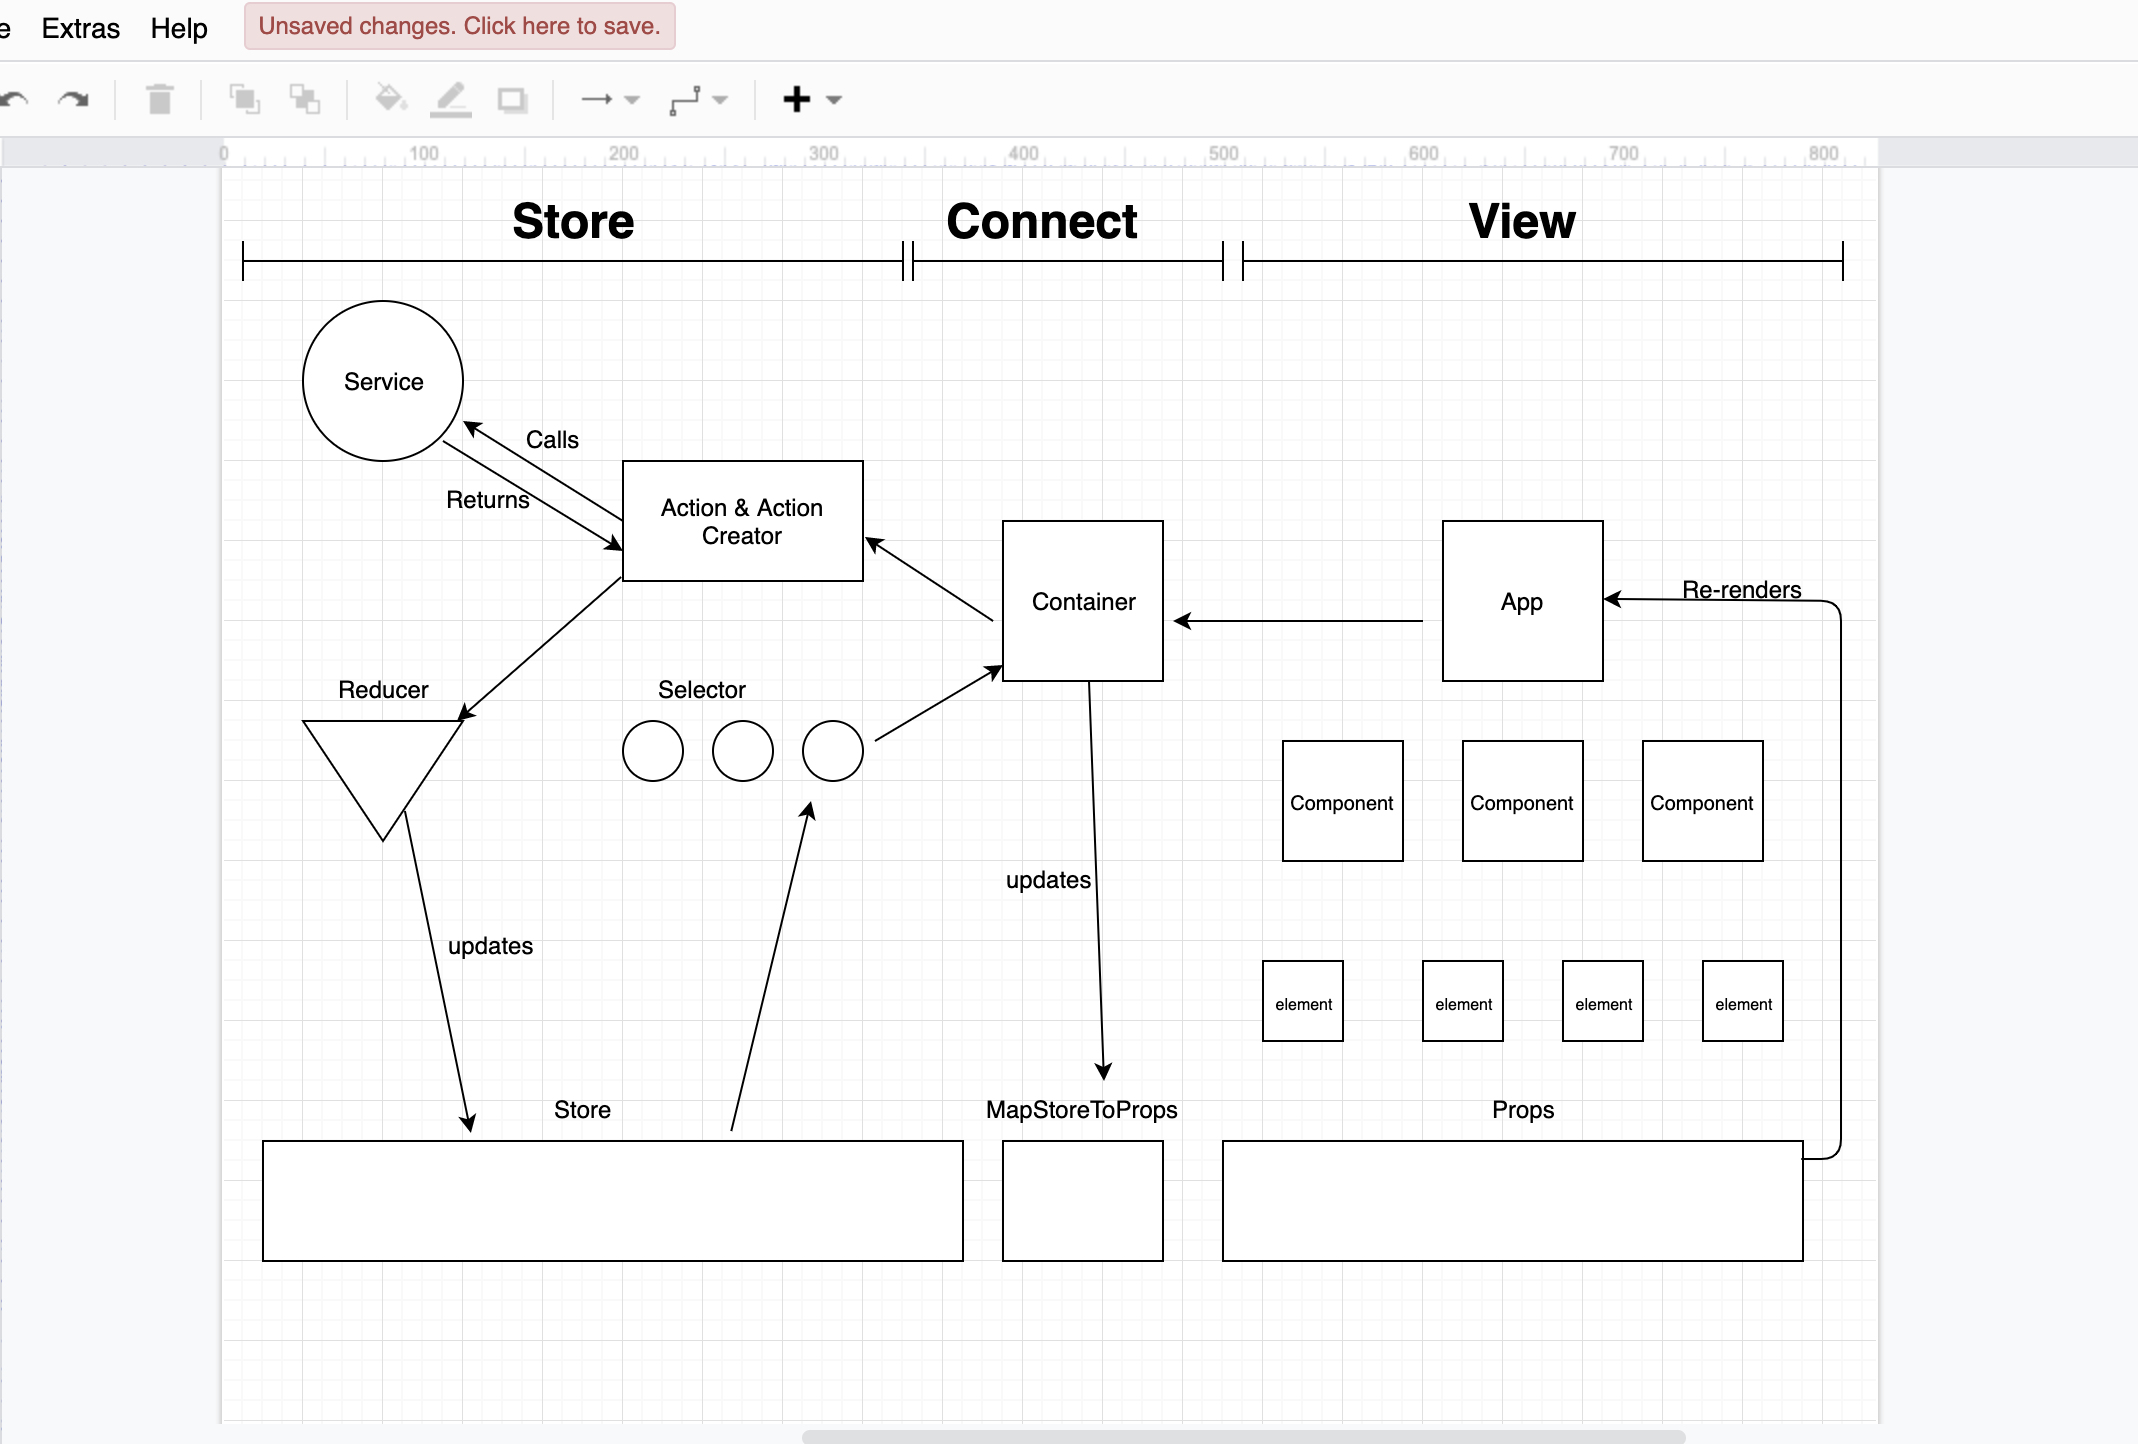 e Extras Help Unsaved changes. Click here to save.
0 100 200 300 400 500 600 700 800
Store Connect View
Service
Calls
Returns
Action & Action
Creator
Container
App
Re-renders
Reducer
Selector
Component Component Component
updates
updates
element element element element
Store MapStoreToProps Props